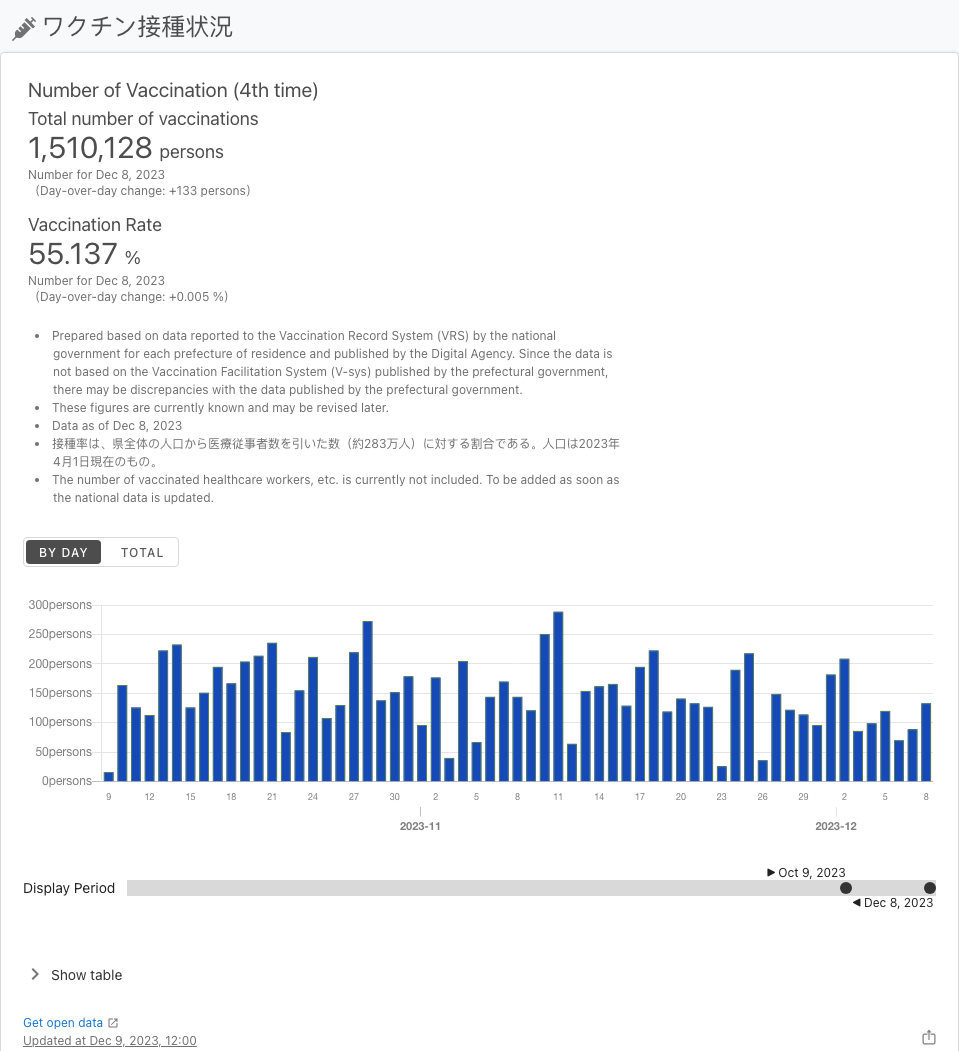 ワクチン接種状況
Number of Vaccination (4th time)
Total number of vaccinations
1,510,128 persons
Number for Dec 8, 2023
(Day-over-day change: +133 persons)
Vaccination Rate
55.137 %
Number for Dec 8, 2023
(Day-over-day change: +0.005 %)
• Prepared based on data reported to the Vaccination Record System (VRS) by the national
government for each prefecture of residence and published by the Digital Agency. Since the data is
not based on the Vaccination Facilitation System (V-sys) published by the prefectural government,
there may be discrepancies with the data published by the prefectural government.
• These figures are currently known and may be revised later.
• Data as of Dec 8, 2023
• 接種率は、県全体の人口から医療従事者数を引いた数（約283万人）に対する割合である。人口は2023年
4月1日現在のもの。
• The number of vaccinated healthcare workers, etc. is currently not included. To be added as soon as
the national data is updated.
BY DAY TOTAL
300persons
250persons
200persons
150persons
100persons
50persons
0persons
9 12 15 18 21 24 27 30 2 5 8 11 14 17 20 23 26 29 2 5 8
2023-11 2023-12
Oct 9, 2023
Display Period
Dec 8, 2023
Show table
Get open data
Updated at Dec 9, 2023, 12:00